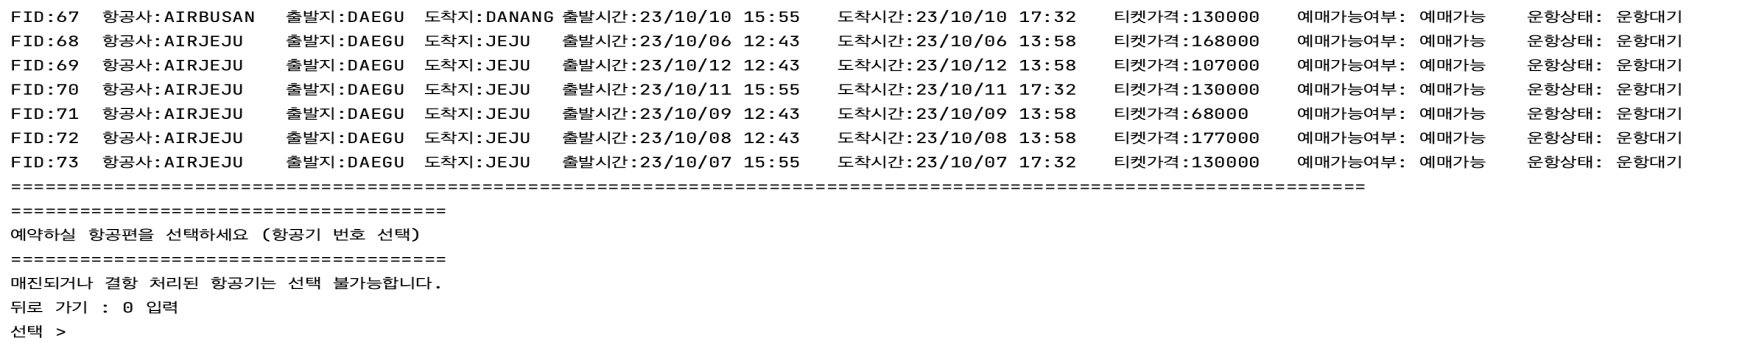 FID:67  항공사:AIRBUSAN   출발지:DAEGU  도착지:DANANG 출발시간:23/10/10 15:55   도착시간:23/10/10 17:32   티켓가격:130000   예매가능여부: 예매가능   운항상태: 운항대기
FID:68  항공사:AIRJEJU    출발지:DAEGU  도착지:JEJU   출발시간:23/10/06 12:43   도착시간:23/10/06 13:58   티켓가격:168000   예매가능여부: 예매가능   운항상태: 운항대기
FID:69  항공사:AIRJEJU    출발지:DAEGU  도착지:JEJU   출발시간:23/10/12 12:43   도착시간:23/10/12 13:58   티켓가격:107000   예매가능여부: 예매가능   운항상태: 운항대기
FID:70  항공사:AIRJEJU    출발지:DAEGU  도착지:JEJU   출발시간:23/10/11 15:55   도착시간:23/10/11 17:32   티켓가격:130000   예매가능여부: 예매가능   운항상태: 운항대기
FID:71  항공사:AIRJEJU    출발지:DAEGU  도착지:JEJU   출발시간:23/10/09 12:43   도착시간:23/10/09 13:58   티켓가격:68000    예매가능여부: 예매가능   운항상태: 운항대기
FID:72  항공사:AIRJEJU    출발지:DAEGU  도착지:JEJU   출발시간:23/10/08 12:43   도착시간:23/10/08 13:58   티켓가격:177000   예매가능여부: 예매가능   운항상태: 운항대기
FID:73  항공사:AIRJEJU    출발지:DAEGU  도착지:JEJU   출발시간:23/10/07 15:55   도착시간:23/10/07 17:32   티켓가격:130000   예매가능여부: 예매가능   운항상태: 운항대기
======================================================================================================================
======================================
예약하실 항공편을 선택하세요 (항공기 번호 선택)
======================================
매진되거나 결항 처리된 항공기는 선택 불가능합니다.
뒤로 가기 : 0 입력
선택 >